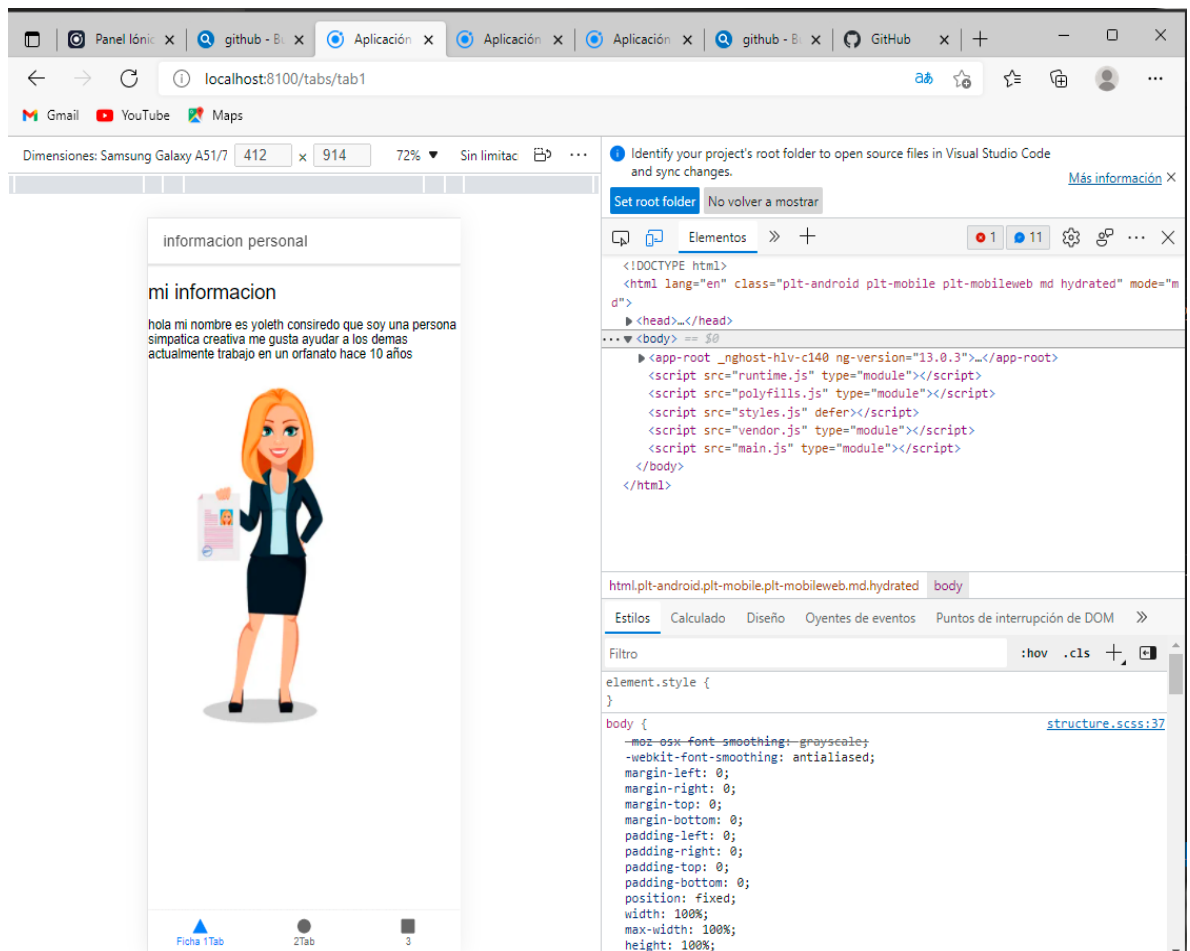 Panel Iónic
github - Bu
Aplicación
Aplicación
Aplicación
github - Bu
GitHub
localhost:8100/tabs/tab1
aあ
Gmail
YouTube
Maps
Dimensiones: Samsung Galaxy A51/7 412 x 914 72% ▼ Sin limitac
informacion personal
mi informacion
hola mi nombre es yoleth consiredo que soy una persona
simpatica creativa me gusta ayudar a los demas
actualmente trabajo en un orfanato hace 10 años
Ficha 1Tab
2Tab
3
Identify your project's root folder to open source files in Visual Studio Code
and sync changes.
Más información
Set root folder
No volver a mostrar
Elementos
1
11
<!DOCTYPE html>
<html lang="en" class="plt-android plt-mobile plt-mobileweb md hydrated" mode="m
d">
<head>…</head>
<body> == $0
<app-root _nghost-hlv-c140 ng-version="13.0.3">…</app-root>
<script src="runtime.js" type="module"></script>
<script src="polyfills.js" type="module"></script>
<script src="styles.js" defer></script>
<script src="vendor.js" type="module"></script>
<script src="main.js" type="module"></script>
</body>
</html>
html.plt-android.plt-mobile.plt-mobileweb.md.hydrated body
Estilos Calculado Diseño Oyentes de eventos Puntos de interrupción de DOM
Filtro
:hov .cls
element.style {
}
body {
structure.scss:37
-moz-osx-font-smoothing: grayscale;
-webkit-font-smoothing: antialiased;
margin-left: 0;
margin-right: 0;
margin-top: 0;
margin-bottom: 0;
padding-left: 0;
padding-right: 0;
padding-top: 0;
padding-bottom: 0;
position: fixed;
width: 100%;
max-width: 100%;
height: 100%;